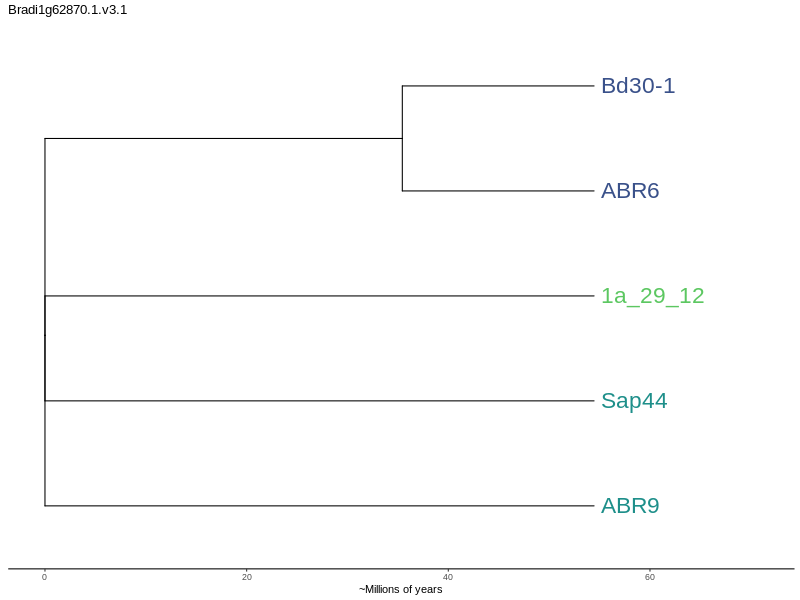 Bradi1g62870.1.v3.1
Bd30-1
ABR6
1a_29_12
Sap44
ABR9
0 20 40 60
~Millions of years